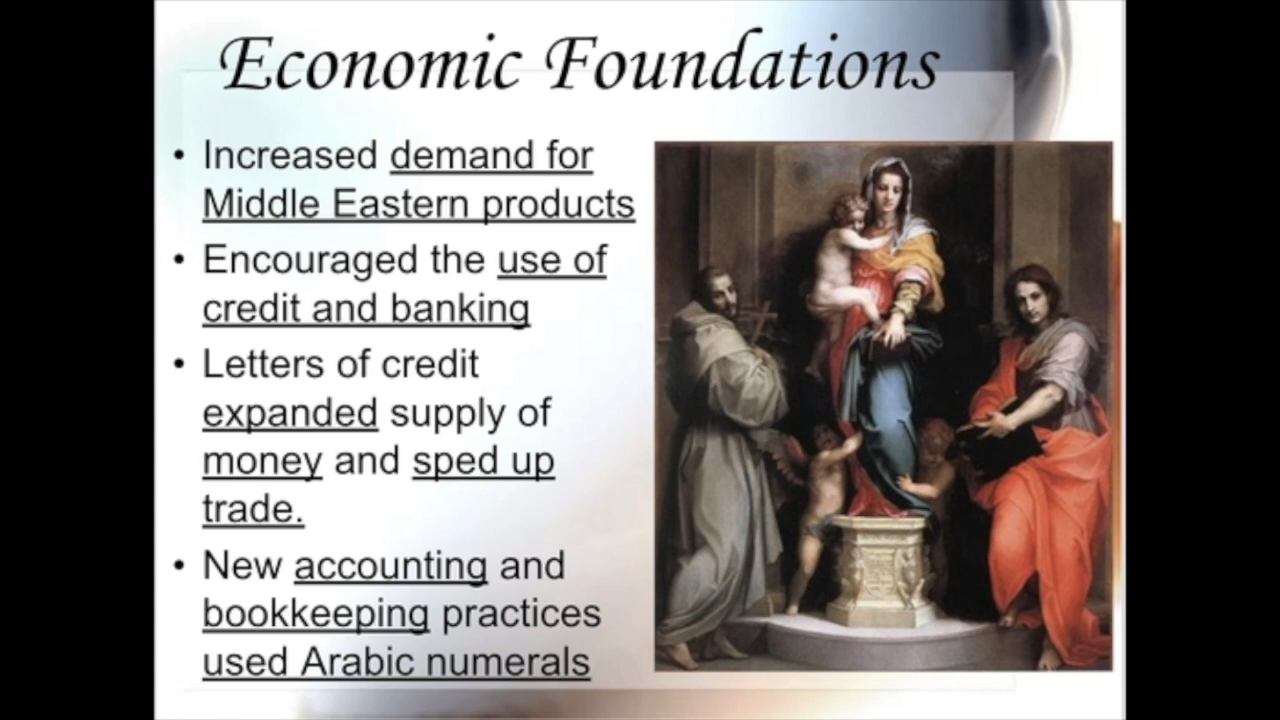 Economic Foundations
• Increased demand for
Middle Eastern products
• Encouraged the use of
credit and banking
• Letters of credit
expanded supply of
money and sped up
trade.
• New accounting and
bookkeeping practices
used Arabic numerals